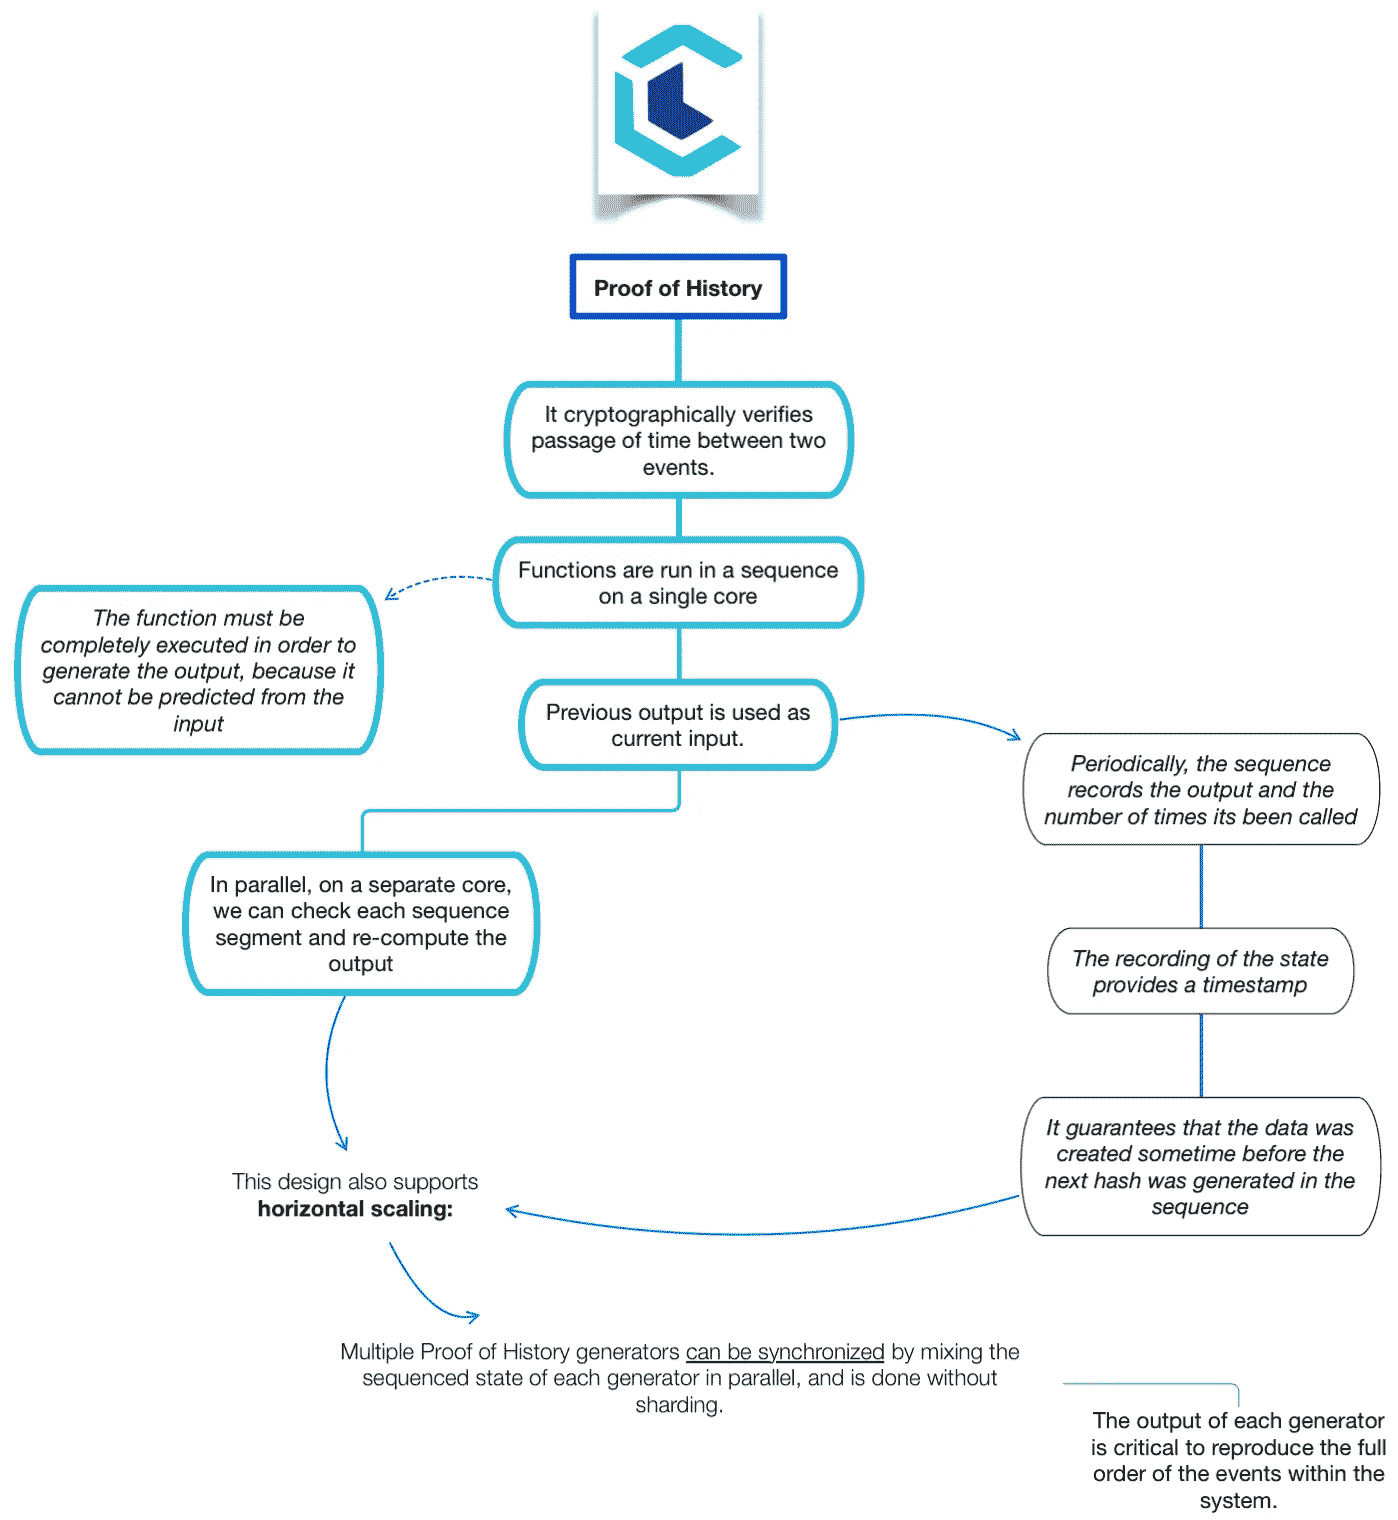 Proof of History
It cryptographically verifies
passage of time between two
events.
Functions are run in a sequence
on a single core
The function must be
completely executed in order to
generate the output, because it
cannot be predicted from the
input
Previous output is used as
current input.
Periodically, the sequence
records the output and the
number of times its been called
In parallel, on a separate core,
we can check each sequence
segment and re-compute the
output
The recording of the state
provides a timestamp
It guarantees that the data was
created sometime before the
next hash was generated in the
sequence
This design also supports
horizontal scaling:
Multiple Proof of History generators can be synchronized by mixing the
sequenced state of each generator in parallel, and is done without
sharding.
The output of each generator
is critical to reproduce the full
order of the events within the
system.